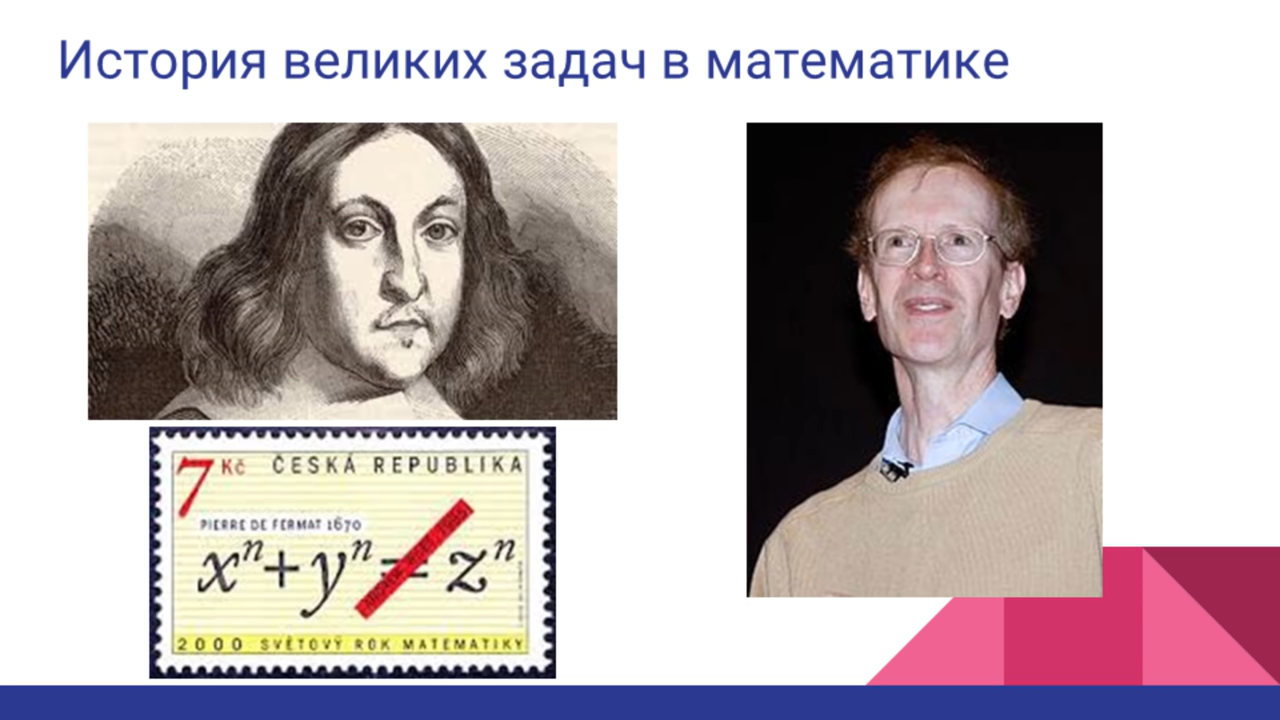 История великих задач в математике
7 Kč ČESKÁ REPUBLIKA
PIERRE DE FERMAT 1670
xⁿ+yⁿ=zⁿ
2000 SVĚTOVÝ ROK MATEMATIKY